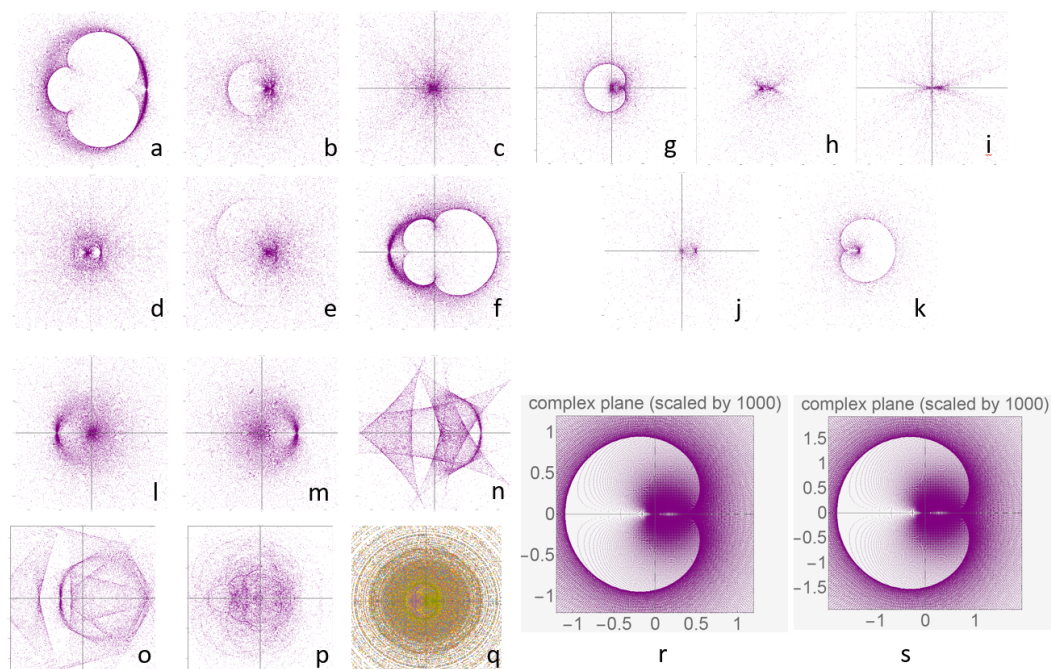 a
b
c
g
h
i
d
e
f
j
k
l
m
n
complex plane (scaled by 1000)
1
0.5
0
−0.5
−1
−1 −0.5 0 0.5 1
complex plane (scaled by 1000)
1.5
1
0.5
0
−0.5
−1
−1.5
−1 0 1
o
p
q
r
s